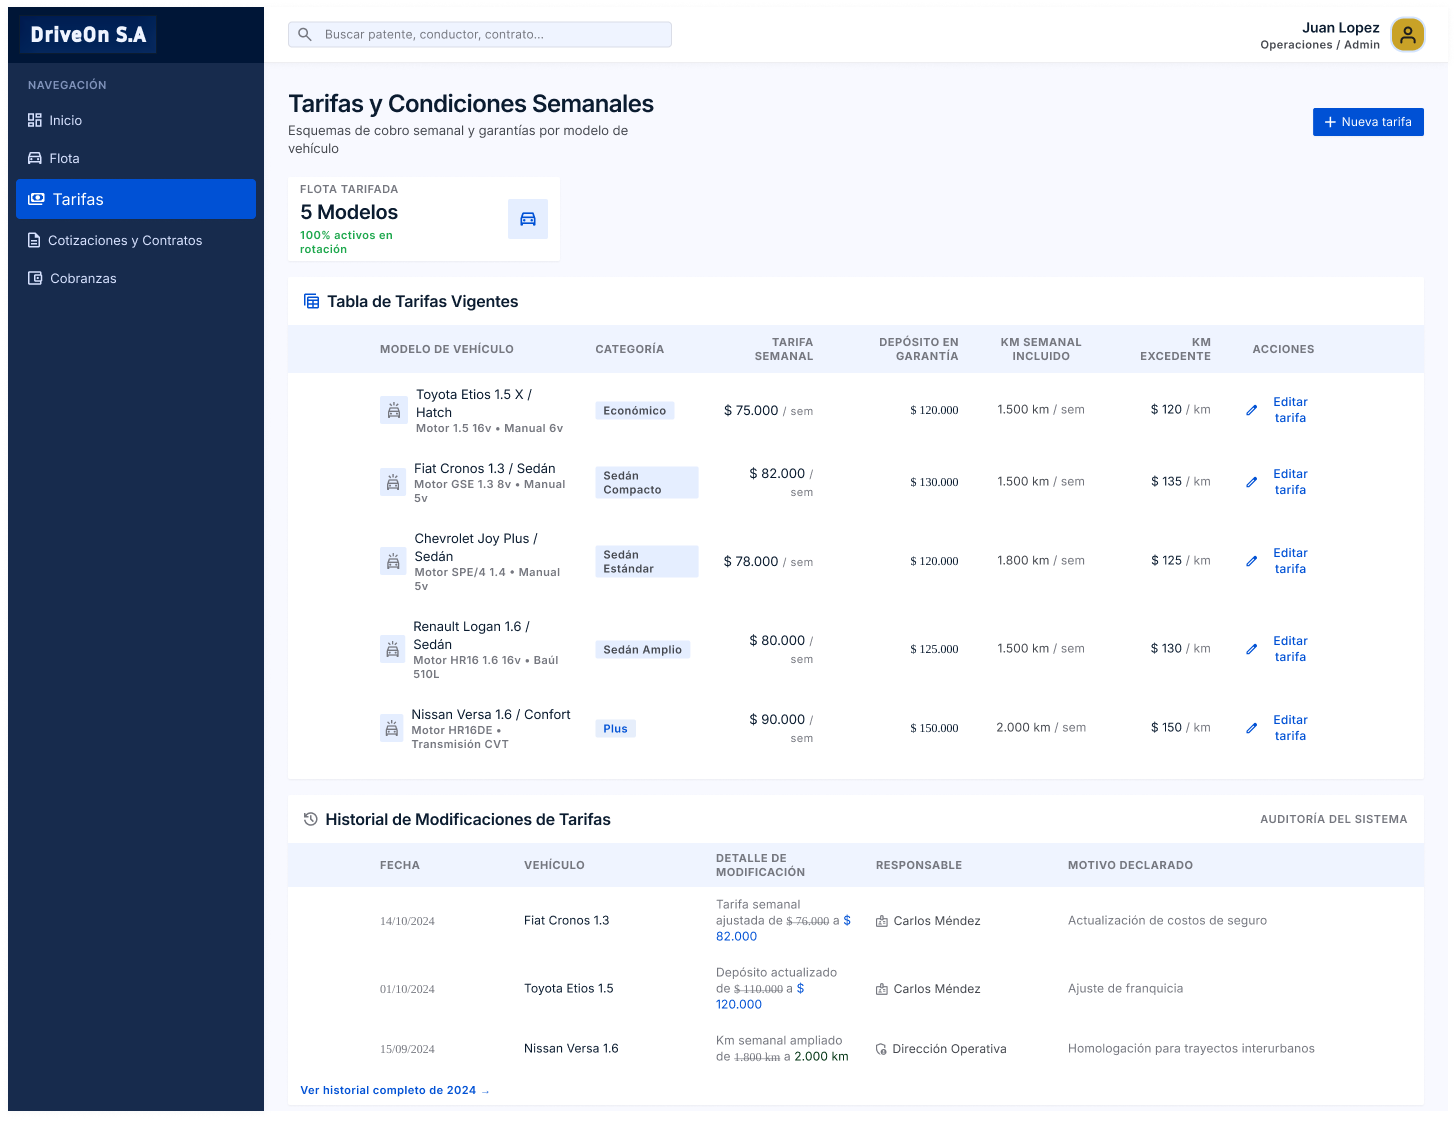 DriveOn S.A
Buscar patente, conductor, contrato...
Juan Lopez
Operaciones / Admin
NAVEGACIÓN
Inicio
Flota
Tarifas
Cotizaciones y Contratos
Cobranzas
Tarifas y Condiciones Semanales
Esquemas de cobro semanal y garantías por modelo de
vehículo
Nueva tarifa
FLOTA TARIFADA
5 Modelos
100% activos en
rotación
Tabla de Tarifas Vigentes
MODELO DE VEHÍCULO
CATEGORÍA
TARIFA
SEMANAL
DEPÓSITO EN
GARANTÍA
KM SEMANAL
INCLUIDO
KM
EXCEDENTE
ACCIONES
Toyota Etios 1.5 X /
Hatch
Motor 1.5 16v • Manual 6v
Económico
$ 75.000 / sem
$ 120.000
1.500 km / sem
$ 120 / km
Editar
tarifa
Fiat Cronos 1.3 / Sedán
Motor GSE 1.3 8v • Manual
5v
Sedán
Compacto
$ 82.000 /
sem
$ 130.000
1.500 km / sem
$ 135 / km
Editar
tarifa
Chevrolet Joy Plus /
Sedán
Motor SPE/4 1.4 • Manual
5v
Sedán
Estándar
$ 78.000 / sem
$ 120.000
1.800 km / sem
$ 125 / km
Editar
tarifa
Renault Logan 1.6 /
Sedán
Motor HR16 1.6 16v • Baúl
510L
Sedán Amplio
$ 80.000 /
sem
$ 125.000
1.500 km / sem
$ 130 / km
Editar
tarifa
Nissan Versa 1.6 / Confort
Motor HR16DE •
Transmisión CVT
Plus
$ 90.000 /
sem
$ 150.000
2.000 km / sem
$ 150 / km
Editar
tarifa
Historial de Modificaciones de Tarifas
AUDITORÍA DEL SISTEMA
FECHA
VEHÍCULO
DETALLE DE
MODIFICACIÓN
RESPONSABLE
MOTIVO DECLARADO
14/10/2024
Fiat Cronos 1.3
Tarifa semanal
ajustada de $ 76.000 a $
82.000
Carlos Méndez
Actualización de costos de seguro
01/10/2024
Toyota Etios 1.5
Depósito actualizado
de $ 110.000 a $
120.000
Carlos Méndez
Ajuste de franquicia
15/09/2024
Nissan Versa 1.6
Km semanal ampliado
de 1.800 km a 2.000 km
Dirección Operativa
Homologación para trayectos interurbanos
Ver historial completo de 2024 →